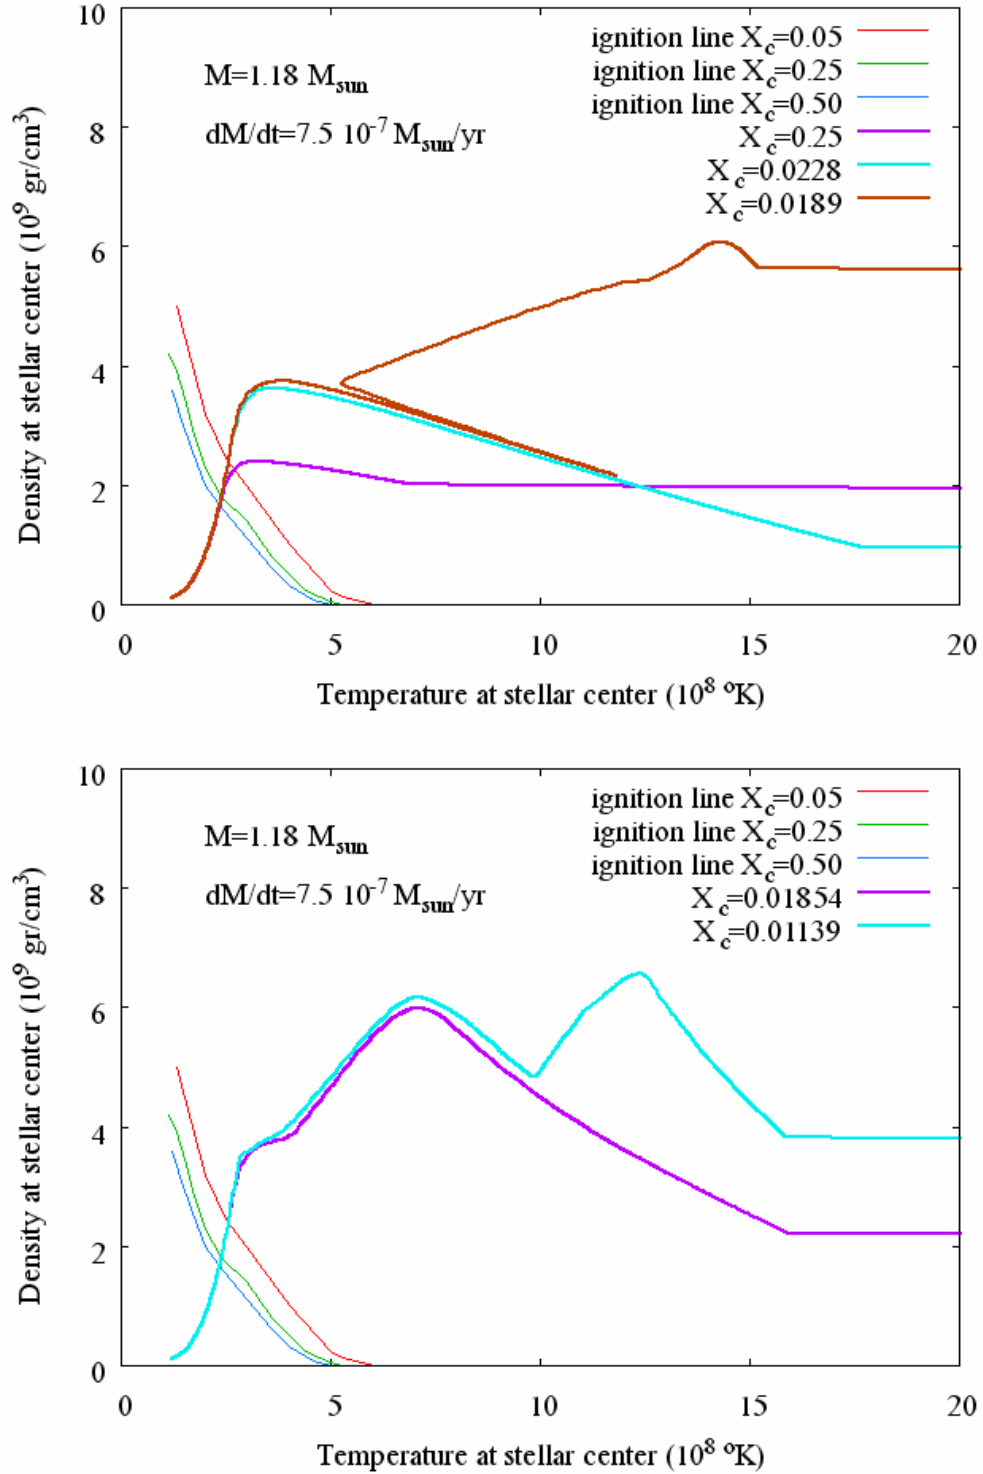 10
ignition line X_c=0.05
M=1.18 M_sun
ignition line X_c=0.25
ignition line X_c=0.50
dM/dt=7.5 10^-7 M_sun/yr
X_c=0.25
8
X_c=0.0228
X_c=0.0189
6
4
2
0
Density at stellar center (10^9 gr/cm^3)
0 5 10 15 20
Temperature at stellar center (10^8 °K)
10
ignition line X_c=0.05
M=1.18 M_sun
ignition line X_c=0.25
ignition line X_c=0.50
dM/dt=7.5 10^-7 M_sun/yr
X_c=0.01854
8
X_c=0.01139
6
4
2
0
Density at stellar center (10^9 gr/cm^3)
0 5 10 15 20
Temperature at stellar center (10^8 °K)